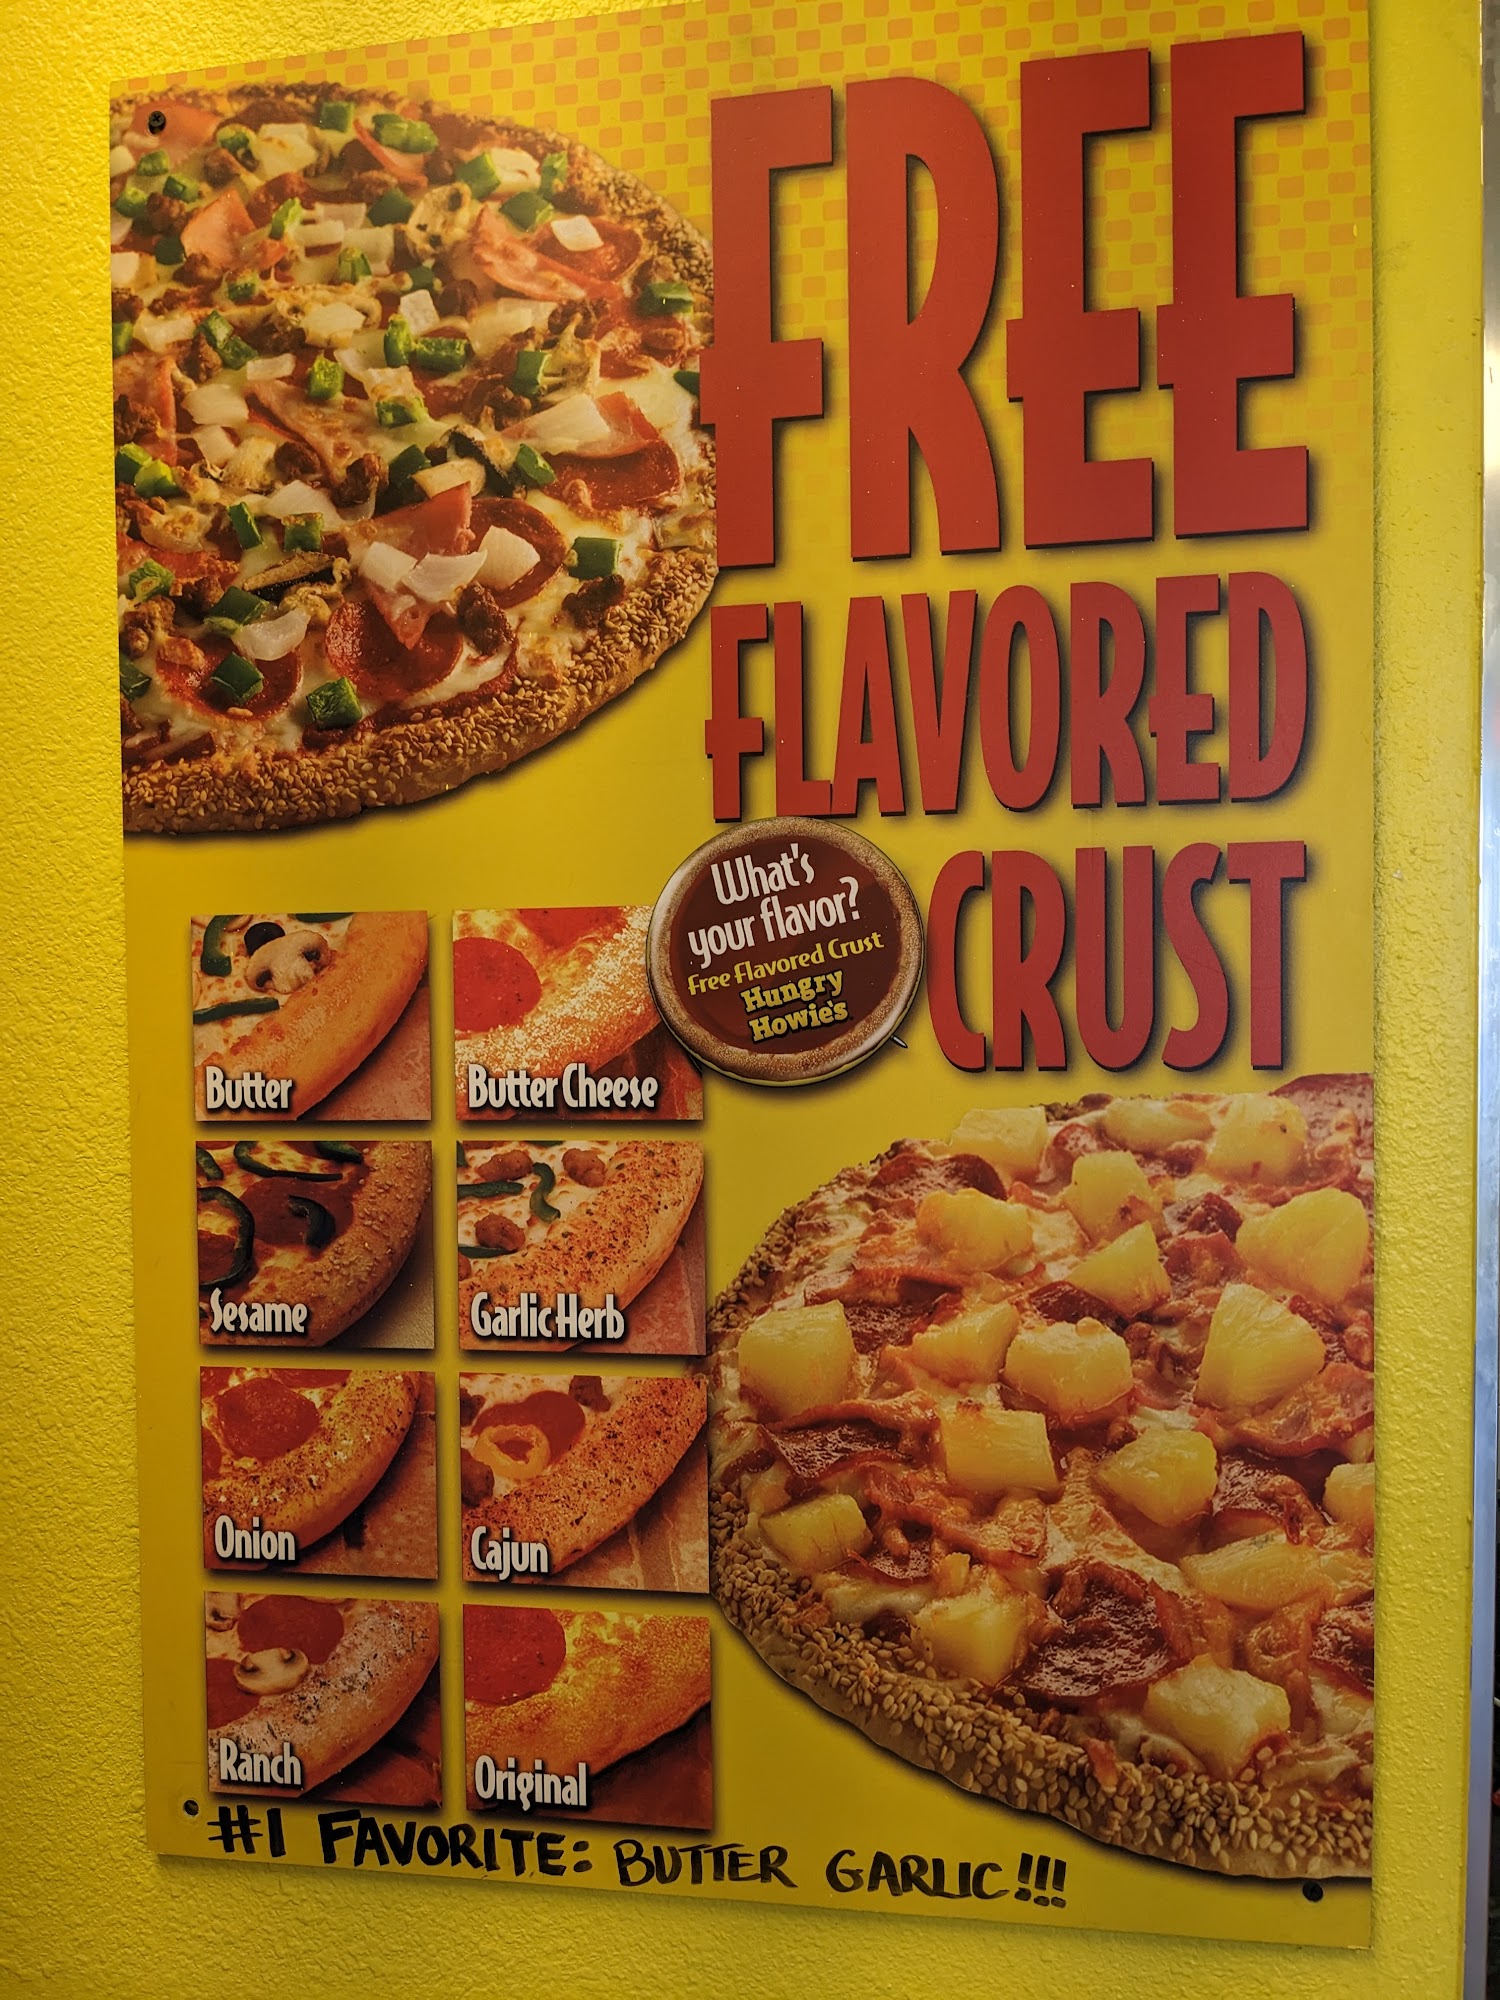 FREE
FLAVORED
CRUST
What's
your flavor?
Free Flavored Crust
Hungry
Howie's
Butter
Butter Cheese
Sesame
Garlic Herb
Onion
Cajun
Ranch
Original
#1 FAVORITE: BUTTER GARLIC!!!